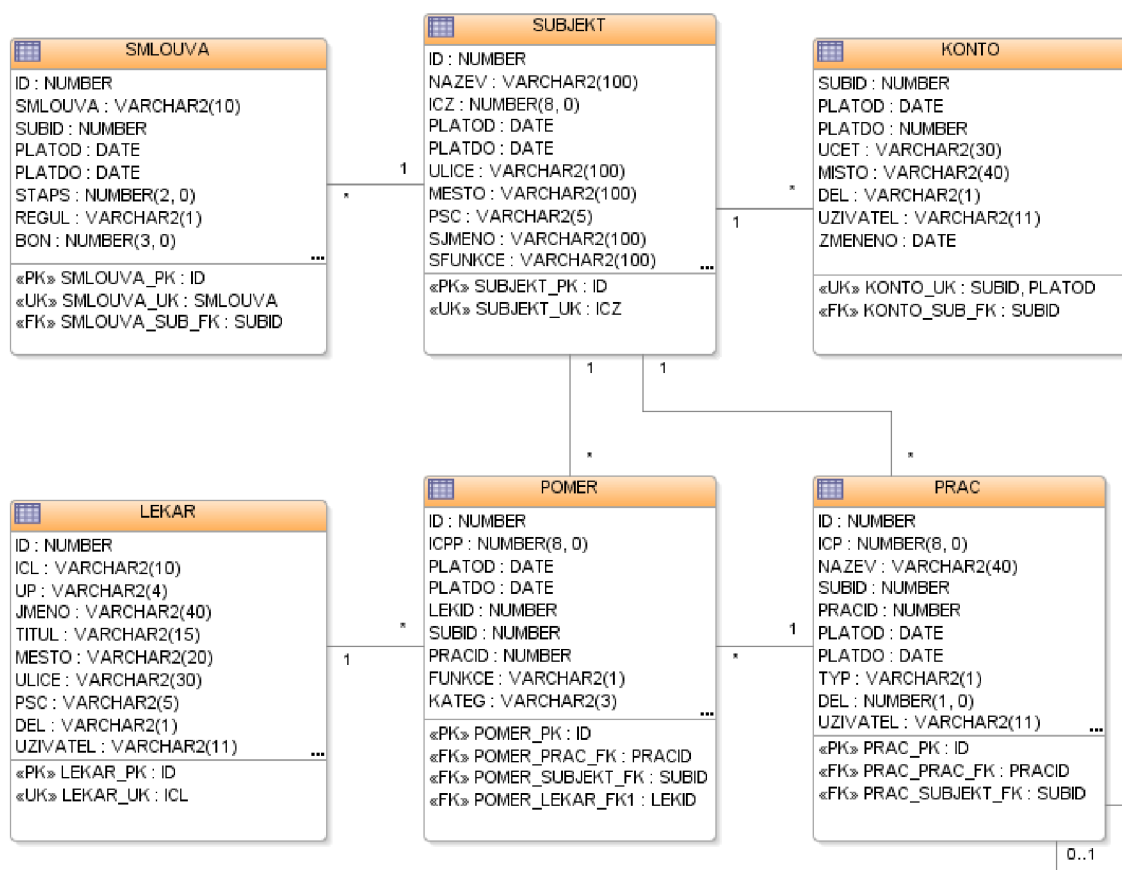 SMLOUVA
ID : NUMBER
SMLOUVA : VARCHAR2(10)
SUBID : NUMBER
PLATOD : DATE
PLATDO : DATE
STAPS : NUMBER(2, 0)
REGUL : VARCHAR2(1)
BON : NUMBER(3, 0)
...
«PK» SMLOUVA_PK : ID
«UK» SMLOUVA_UK : SMLOUVA
«FK» SMLOUVA_SUB_FK : SUBID
1
*
SUBJEKT
ID : NUMBER
NAZEV : VARCHAR2(100)
ICZ : NUMBER(8, 0)
PLATOD : DATE
PLATDO : DATE
ULICE : VARCHAR2(100)
MESTO : VARCHAR2(100)
PSC : VARCHAR2(5)
SJMENO : VARCHAR2(100)
SFUNKCE : VARCHAR2(100)
...
«PK» SUBJEKT_PK : ID
«UK» SUBJEKT_UK : ICZ
*
1
KONTO
SUBID : NUMBER
PLATOD : DATE
PLATDO : NUMBER
UCET : VARCHAR2(30)
MISTO : VARCHAR2(40)
DEL : VARCHAR2(1)
UZIVATEL : VARCHAR2(11)
ZMENENO : DATE
«UK» KONTO_UK : SUBID, PLATOD
«FK» KONTO_SUB_FK : SUBID
1
1
*
*
LEKAR
ID : NUMBER
ICL : VARCHAR2(10)
UP : VARCHAR2(4)
JMENO : VARCHAR2(40)
TITUL : VARCHAR2(15)
MESTO : VARCHAR2(20)
ULICE : VARCHAR2(30)
PSC : VARCHAR2(5)
DEL : VARCHAR2(1)
UZIVATEL : VARCHAR2(11)
...
«PK» LEKAR_PK : ID
«UK» LEKAR_UK : ICL
*
1
POMER
ID : NUMBER
ICPP : NUMBER(8, 0)
PLATOD : DATE
PLATDO : DATE
LEKID : NUMBER
SUBID : NUMBER
PRACID : NUMBER
FUNKCE : VARCHAR2(1)
KATEG : VARCHAR2(3)
...
«PK» POMER_PK : ID
«FK» POMER_PRAC_FK : PRACID
«FK» POMER_SUBJEKT_FK : SUBID
«FK» POMER_LEKAR_FK1 : LEKID
1
*
PRAC
ID : NUMBER
ICP : NUMBER(8, 0)
NAZEV : VARCHAR2(40)
SUBID : NUMBER
PRACID : NUMBER
PLATOD : DATE
PLATDO : DATE
TYP : VARCHAR2(1)
DEL : NUMBER(1, 0)
UZIVATEL : VARCHAR2(11)
...
«PK» PRAC_PK : ID
«FK» PRAC_PRAC_FK : PRACID
«FK» PRAC_SUBJEKT_FK : SUBID
0..1